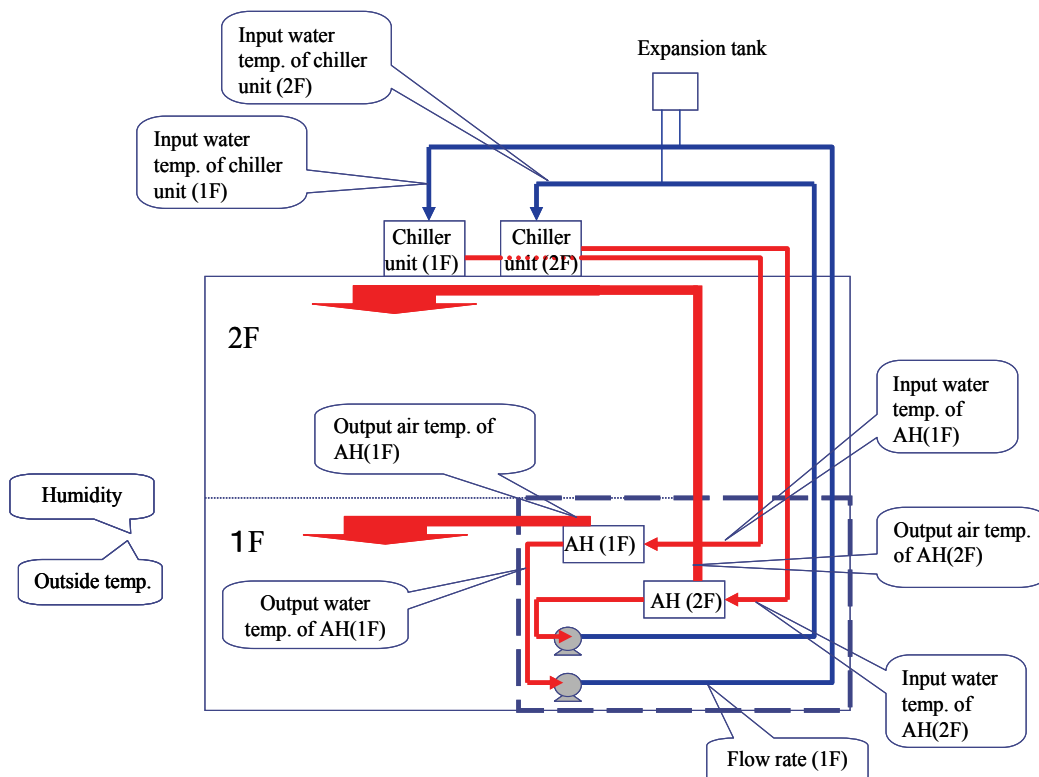 Input water
temp. of chiller
unit (2F)
Expansion tank
Input water
temp. of chiller
unit (1F)
Chiller
unit (1F)
Chiller
unit (2F)
2F
Input water
temp. of
AH(1F)
Output air temp. of
AH(1F)
Humidity
1F
AH (1F)
Output air temp.
of AH(2F)
Outside temp.
Output water
temp. of AH(1F)
AH (2F)
Input water
temp. of
AH(2F)
Flow rate (1F)